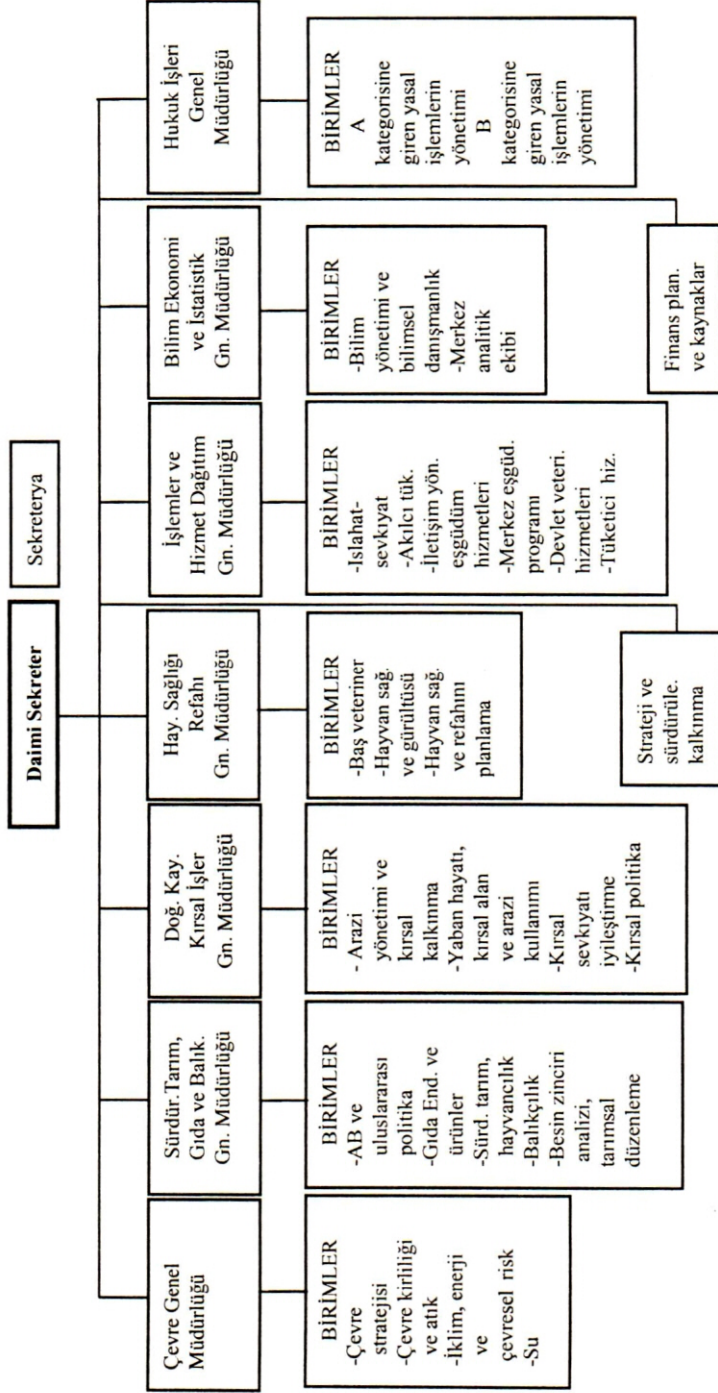 Daimi Sekreter
Sekreterya
Çevre Genel
Müdürlüğü
Sürdür.Tarım,
Gıda ve Balık.
Gn. Müdürlüğü
Doğ. Kay.
Kırsal İşler
Gn. Müdürlüğü
Hay. Sağlığı
Refahı
Gn. Müdürlüğü
İşlemler ve
Hizmet Dağıtım
Gn. Müdürlüğü
Bilim Ekonomi
ve İstatistik
Gn. Müdürlüğü
Hukuk İşleri
Genel
Müdürlüğü
BİRİMLER
-Çevre
stratejisi
-Çevre kirliliği
ve atık
-İklim, enerji
ve
çevresel risk
-Su
BİRİMLER
-AB ve
uluslararası
politika
-Gıda End. ve
ürünler
-Sürd. tarım,
hayvancılık
-Balıkçılık
-Besin zinciri
analizi,
tarımsal
düzenleme
BİRİMLER
- Arazi
yönetimi ve
kırsal
kalkınma
-Yaban hayatı,
kırsal alan
ve arazi
kullanımı
-Kırsal
sevkıyatı
iyileştirme
-Kırsal politika
BİRİMLER
-Baş veteriner
-Hayvan sağ.
ve gürültüsü
-Hayvan sağ.
ve refahını
planlama
BİRİMLER
-Islahat-
sevkıyat
-Akılcı tük.
-İletişim yön.
eşgüdüm
hizmetleri
-Merkez eşgüd.
programı
-Devlet veteri.
hizmetleri
-Tüketici hiz.
BİRİMLER
-Bilim
yönetimi ve
bilimsel
danışmanlık
-Merkez
analitik
ekibi
BİRİMLER
A
kategorisine
giren yasal
işlemlerin
yönetimi
B
kategorisine
giren yasal
işlemlerin
yönetimi
Strateji ve
sürdürüle.
kalkınma
Finans plan.
ve kaynaklar